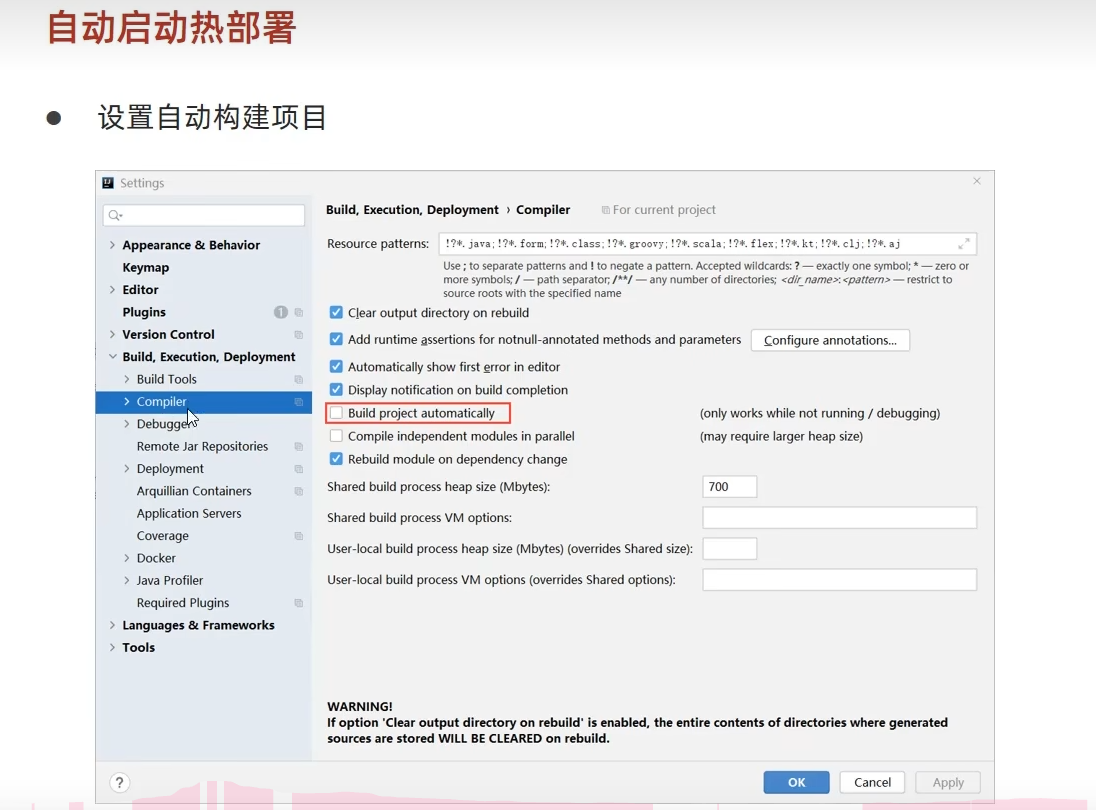 自动启动热部署
● 设置自动构建项目
Settings
Build, Execution, Deployment › Compiler For current project
Resource patterns: !?*.java;!?*.form;!?*.class;!?*.groovy;!?*.scala;!?*.flex;!?*.kt;!?*.clj;!?*.aj
Use ; to separate patterns and ! to negate a pattern. Accepted wildcards: ? — exactly one symbol; * — zero or
more symbols; / — path separator; /**/ — any number of directories; <dir_name>:<pattern> — restrict to
source roots with the specified name
Appearance & Behavior
Keymap
Editor
Plugins 1
Version Control
Build, Execution, Deployment
Build Tools
Compiler
Debugger
Remote Jar Repositories
Deployment
Arquillian Containers
Application Servers
Coverage
Docker
Java Profiler
Required Plugins
Languages & Frameworks
Tools
Clear output directory on rebuild
Add runtime assertions for notnull-annotated methods and parameters Configure annotations...
Automatically show first error in editor
Display notification on build completion
Build project automatically (only works while not running / debugging)
Compile independent modules in parallel (may require larger heap size)
Rebuild module on dependency change
Shared build process heap size (Mbytes): 700
Shared build process VM options:
User-local build process heap size (Mbytes) (overrides Shared size):
User-local build process VM options (overrides Shared options):
WARNING!
If option 'Clear output directory on rebuild' is enabled, the entire contents of directories where generated
sources are stored WILL BE CLEARED on rebuild.
? OK Cancel Apply